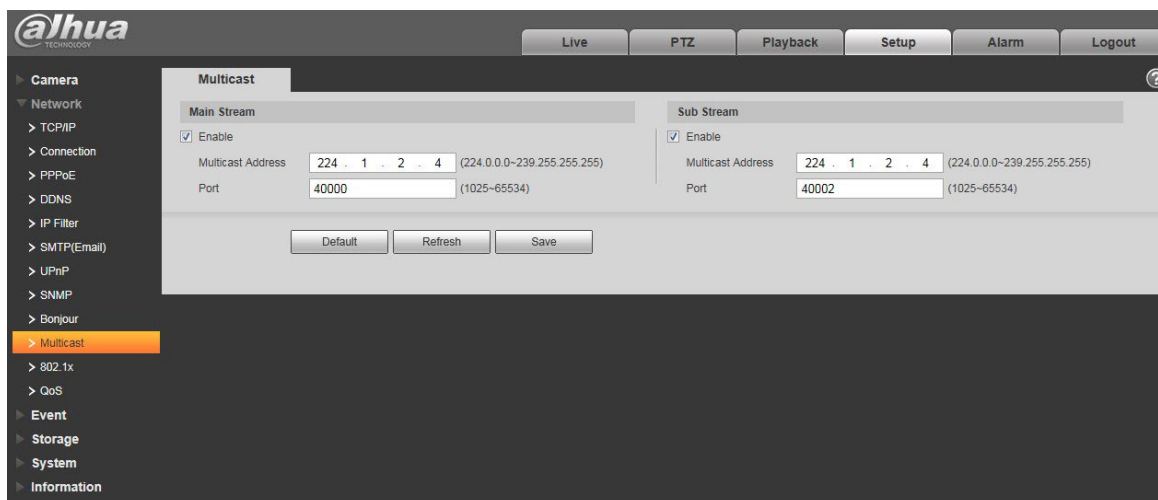 alhua
TECHNOLOGY
Live
PTZ
Playback
Setup
Alarm
Logout
Camera
Network
> TCP/IP
> Connection
> PPPoE
> DDNS
> IP Filter
> SMTP(Email)
> UPnP
> SNMP
> Bonjour
> Multicast
> 802.1x
> QoS
Event
Storage
System
Information
Multicast
?
Main Stream
Enable
Multicast Address 224 . 1 . 2 . 4 (224.0.0.0~239.255.255.255)
Port 40000 (1025~65534)
Sub Stream
Enable
Multicast Address 224 . 1 . 2 . 4 (224.0.0.0~239.255.255.255)
Port 40002 (1025~65534)
Default
Refresh
Save